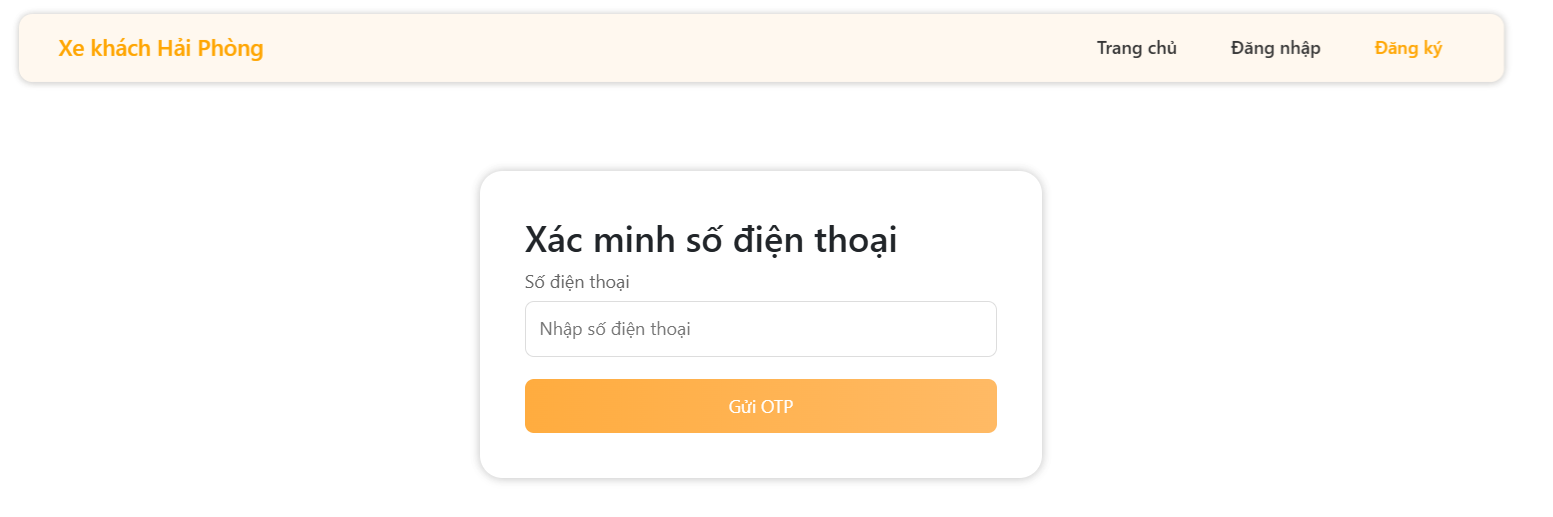 Xe khách Hải Phòng
Trang chủ
Đăng nhập
Đăng ký
Xác minh số điện thoại
Số điện thoại
Nhập số điện thoại
Gửi OTP